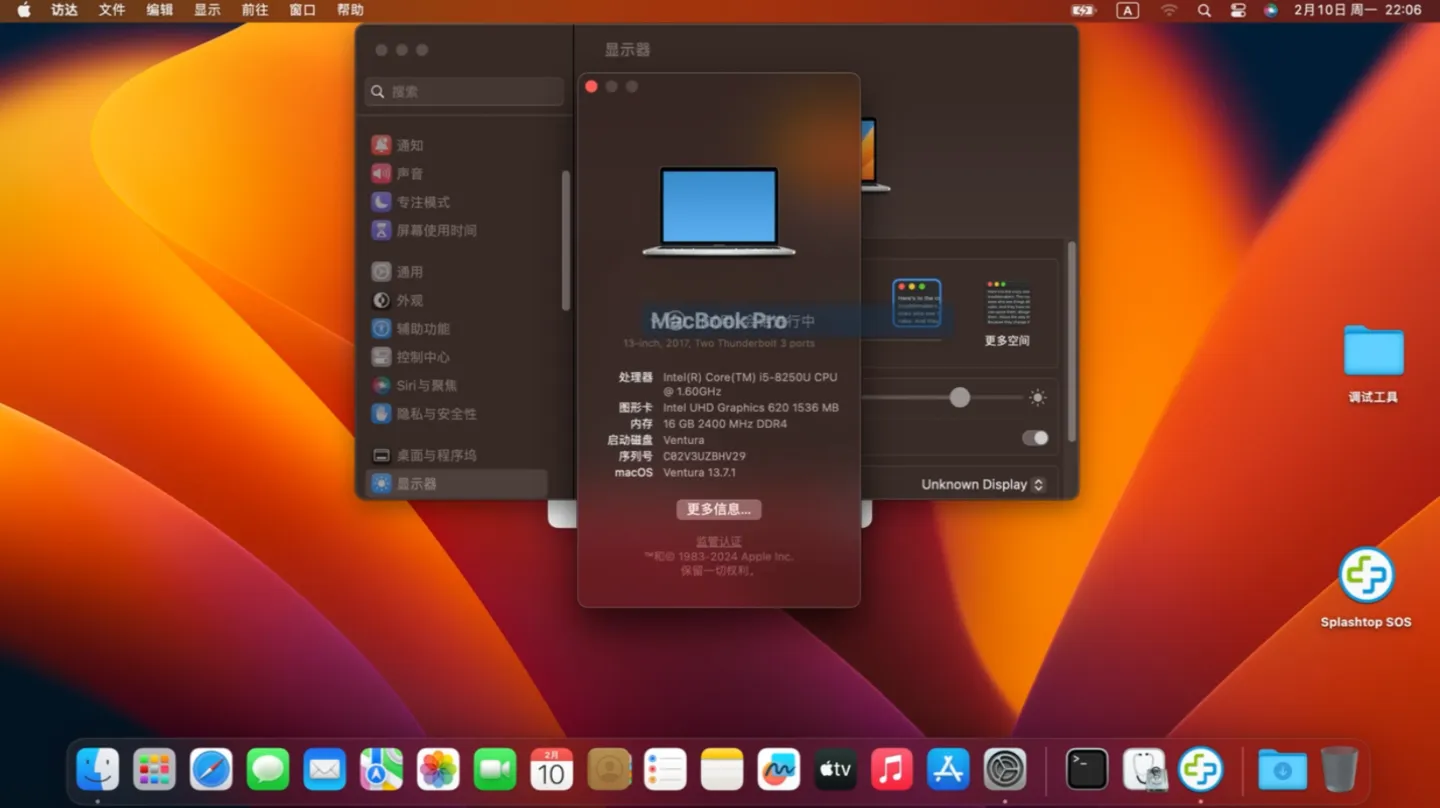 访达 文件 编辑 显示 前往 窗口 帮助 A 2月10日 周一 22:06
显示器
搜索
通知
声音
专注模式
屏幕使用时间
通用
外观
辅助功能
控制中心
Siri与聚焦
隐私与安全性
桌面与程序坞
显示器
MacBook Pro
13-inch, 2017, Two Thunderbolt 3 ports
处理器 Intel(R) Core(TM) i5-8250U CPU
@ 1.60GHz
图形卡 Intel UHD Graphics 620 1536 MB
内存 16 GB 2400 MHz DDR4
启动磁盘 Ventura
序列号 C02V3UZBHV29
macOS Ventura 13.7.1
更多信息...
监管认证
™和© 1983-2024 Apple Inc.
保留一切权利。
更多空间
Unknown Display
调试工具
Splashtop SOS
2月
10
tv